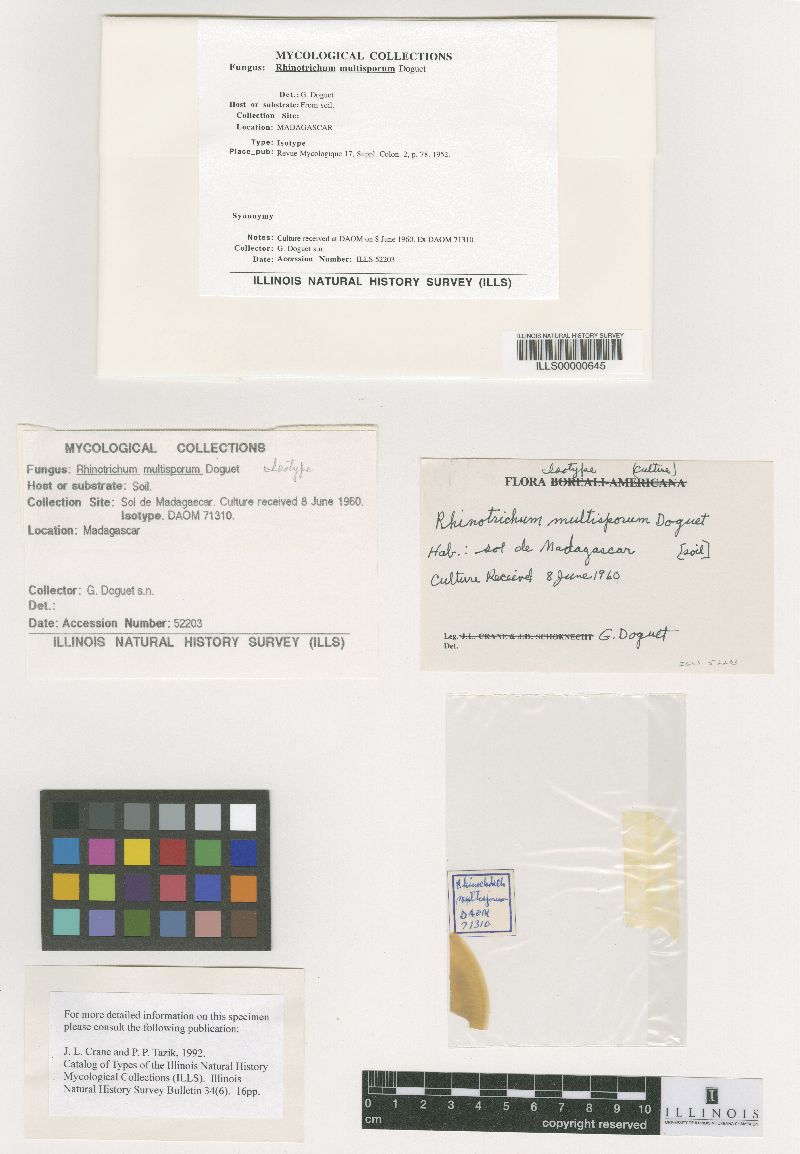 MYCOLOGICAL COLLECTIONS
Fungus: Rhinotrichum multisporum Doguet
Det.: G. Doguet
Host or substrate: From soil.
Collection Site:
Location: MADAGASCAR
Type: Isotype
Place_pub: Revue Mycologique 17, Suppl. Colon. 2, p. 78. 1952.
Synonymy
Notes: Culture received at DAOM on 8 June 1960. Ex DAOM 71310
Collector: G. Doguet s.n.
Date: Accession Number: ILLS 52203
ILLINOIS NATURAL HISTORY SURVEY (ILLS)
ILLINOIS NATURAL HISTORY SURVEY
ILLS00000645
MYCOLOGICAL COLLECTIONS
Fungus: Rhinotrichum multisporum Doguet Isotype
Host or substrate: Soil.
Collection Site: Sol de Madagascar. Culture received 8 June 1960.
Isotype. DAOM 71310.
Location: Madagascar
Collector: G. Doguet s.n.
Det.:
Date: Accession Number: 52203
ILLINOIS NATURAL HISTORY SURVEY (ILLS)
Isotype (culture)
FLORA BOREALI-AMERICANA
Rhinotrichum multisporum Doguet
Hab.: sol de Madagascar [soil]
Culture Received 8 June 1960
Leg. J.L. CRANE & J.D. SCHOKNECHT G. Doguet
Det.
ILLS 52203
multisporum
DAOM
71310
For more detailed information on this specimen
please consult the following publication:
J. L. Crane and P. P. Tazik. 1992.
Catalog of Types of the Illinois Natural History
Mycological Collections (ILLS). Illinois
Natural History Survey Bulletin 34(6). 16pp.
0 1 2 3 4 5 6 7 8 9 10
cm copyright reserved
I
ILLINOIS
UNIVERSITY OF ILLINOIS AT URBANA-CHAMPAIGN